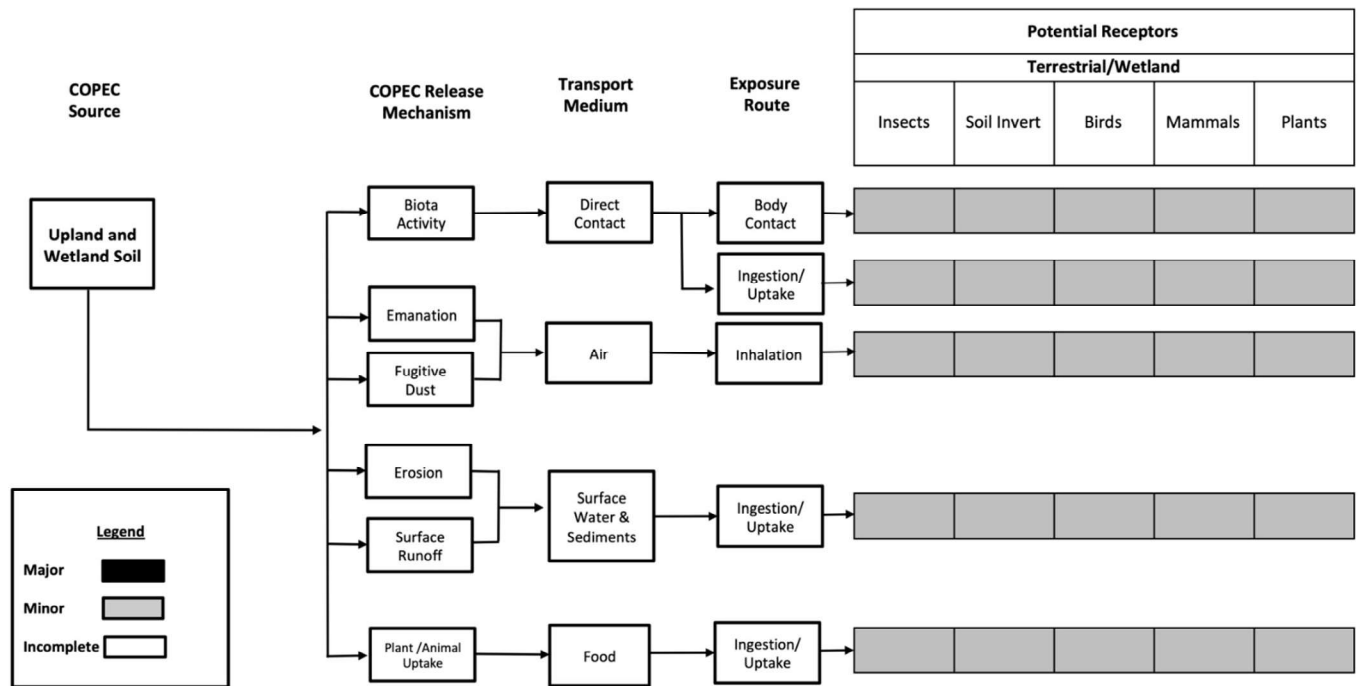 Potential Receptors
Terrestrial/Wetland
COPEC
Source
COPEC Release
Mechanism
Transport
Medium
Exposure
Route
Insects
Soil Invert
Birds
Mammals
Plants
Upland and
Wetland Soil
Biota
Activity
Direct
Contact
Body
Contact
Ingestion/
Uptake
Emanation
Fugitive
Dust
Air
Inhalation
Erosion
Surface
Runoff
Surface
Water &
Sediments
Ingestion/
Uptake
Plant /Animal
Uptake
Food
Ingestion/
Uptake
Legend
Major
Minor
Incomplete